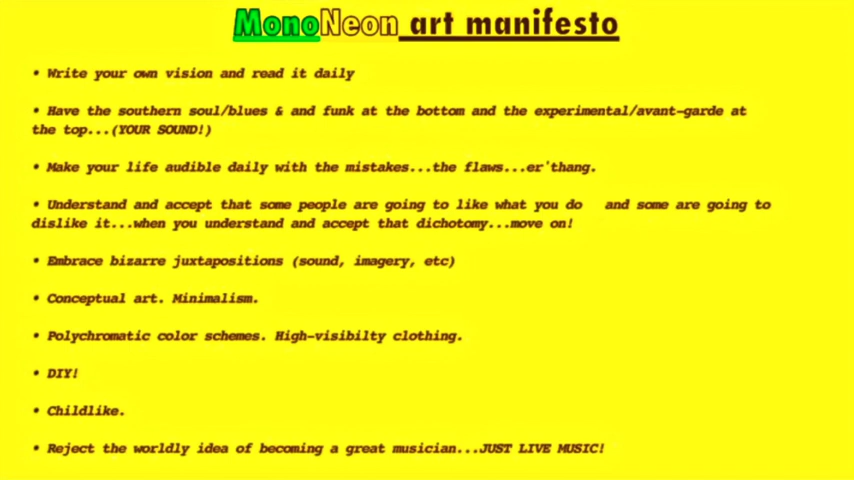 MonoNeon art manifesto
• Write your own vision and read it daily
• Have the southern soul/blues & and funk at the bottom and the experimental/avant-garde at
the top...(YOUR SOUND!)
• Make your life audible daily with the mistakes...the flaws...er'thang.
• Understand and accept that some people are going to like what you do   and some are going to
dislike it...when you understand and accept that dichotomy...move on!
• Embrace bizarre juxtapositions (sound, imagery, etc)
• Conceptual art. Minimalism.
• Polychromatic color schemes. High-visibilty clothing.
• DIY!
• Childlike.
• Reject the worldly idea of becoming a great musician...JUST LIVE MUSIC!